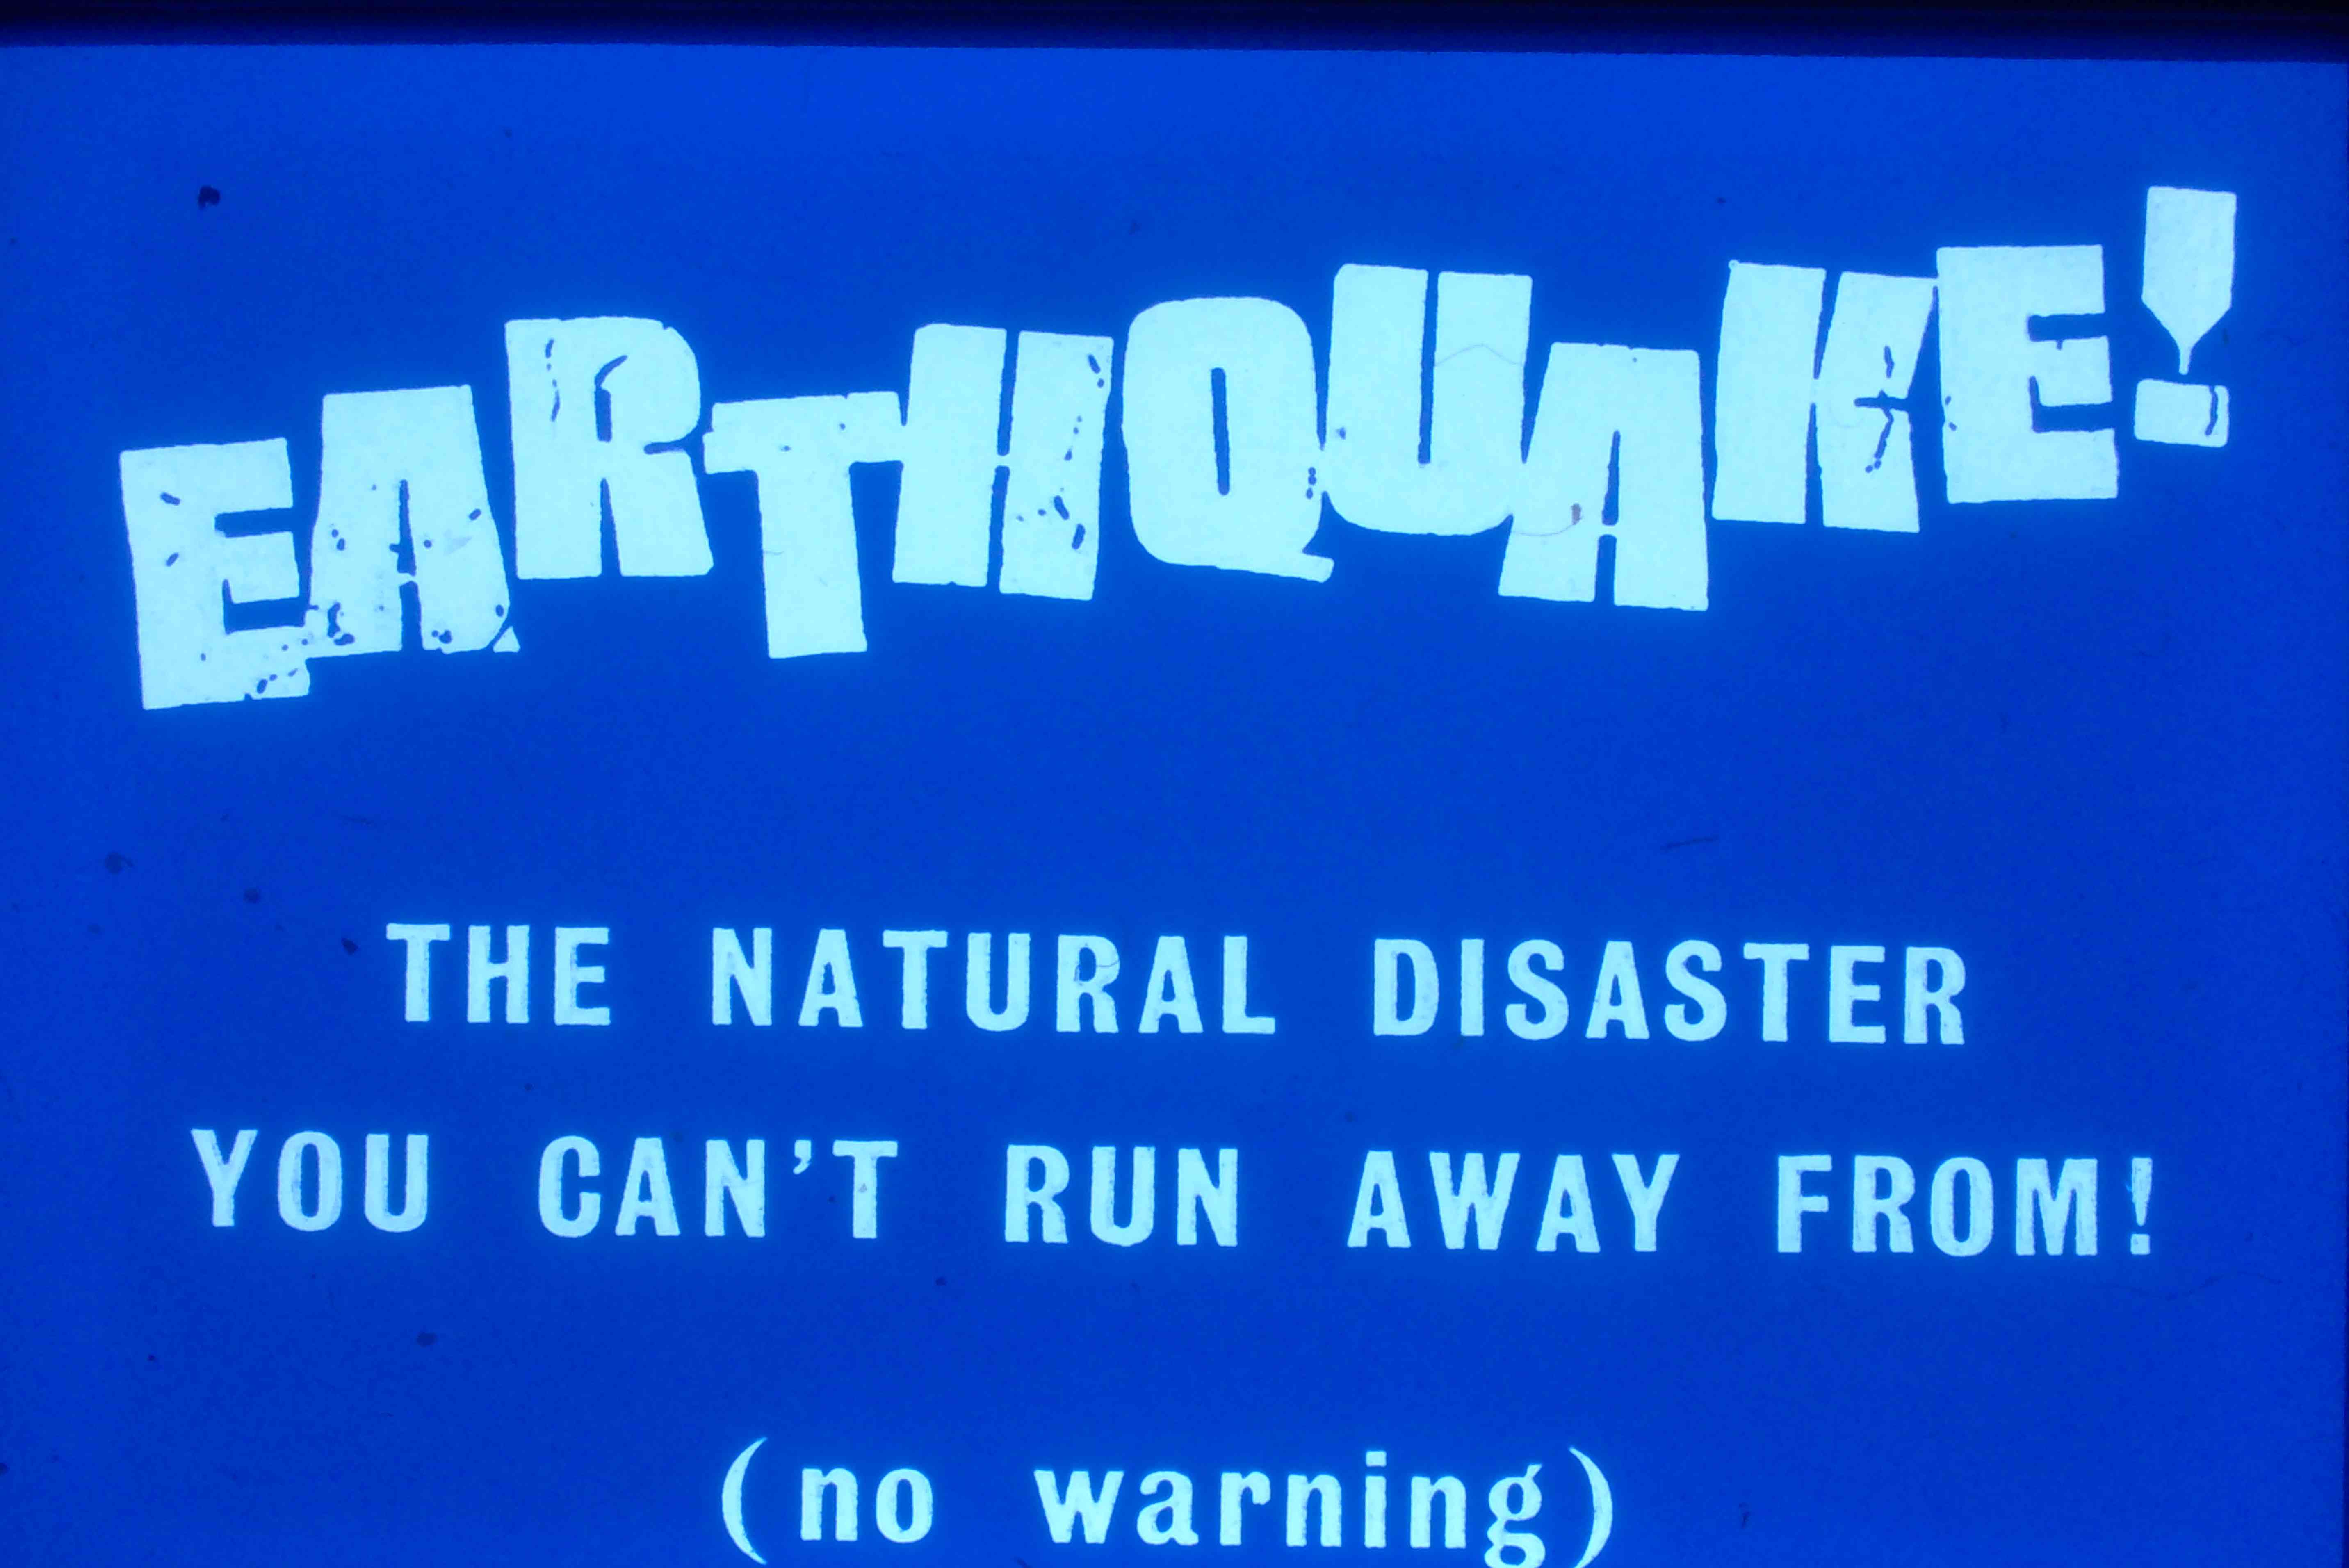 EARTHQUAKE!
THE NATURAL DISASTER
YOU CAN'T RUN AWAY FROM!
(no warning)